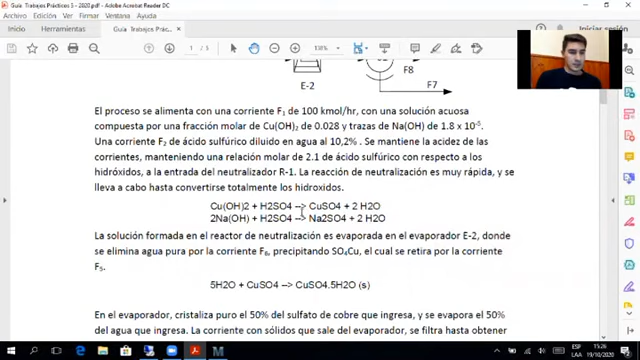 Guía Trabajos Prácticos 3 - 2020.pdf - Adobe Acrobat Reader DC
Archivo Edición Ver Firmar Ventana Ayuda
Inicio Herramientas Guía Trabajos Prácti... × Iniciar sesión
1 / 5 138%
E-2 F8
F7
El proceso se alimenta con una corriente F1 de 100 kmol/hr, con una solución acuosa
compuesta por una fracción molar de Cu(OH)2 de 0.028 y trazas de Na(OH) de 1.8 x 10-5.
Una corriente F2 de ácido sulfúrico diluido en agua al 10,2% . Se mantiene la acidez de las
corrientes, manteniendo una relación molar de 2.1 de ácido sulfúrico con respecto a los
hidróxidos, a la entrada del neutralizador R-1. La reacción de neutralización es muy rápida, y
se lleva a cabo hasta convertirse totalmente los hidroxidos.
Cu(OH)2 + H2SO4 --> CuSO4 + 2 H2O
2Na(OH) + H2SO4 --> Na2SO4 + 2 H2O
La solución formada en el reactor de neutralización es evaporada en el evaporador E-2, donde
se elimina agua pura por la corriente F6, precipitando SO4Cu, el cual se retira por la corriente
F5.
5H2O + CuSO4 --> CuSO4.5H2O (s)
En el evaporador, cristaliza puro el 50% del sulfato de cobre que ingresa, y se evapora el 50%
del agua que ingresa. La corriente con sólidos que sale del evaporador, se filtra hasta obtener
ESP 15:26
LAA 19/10/2020